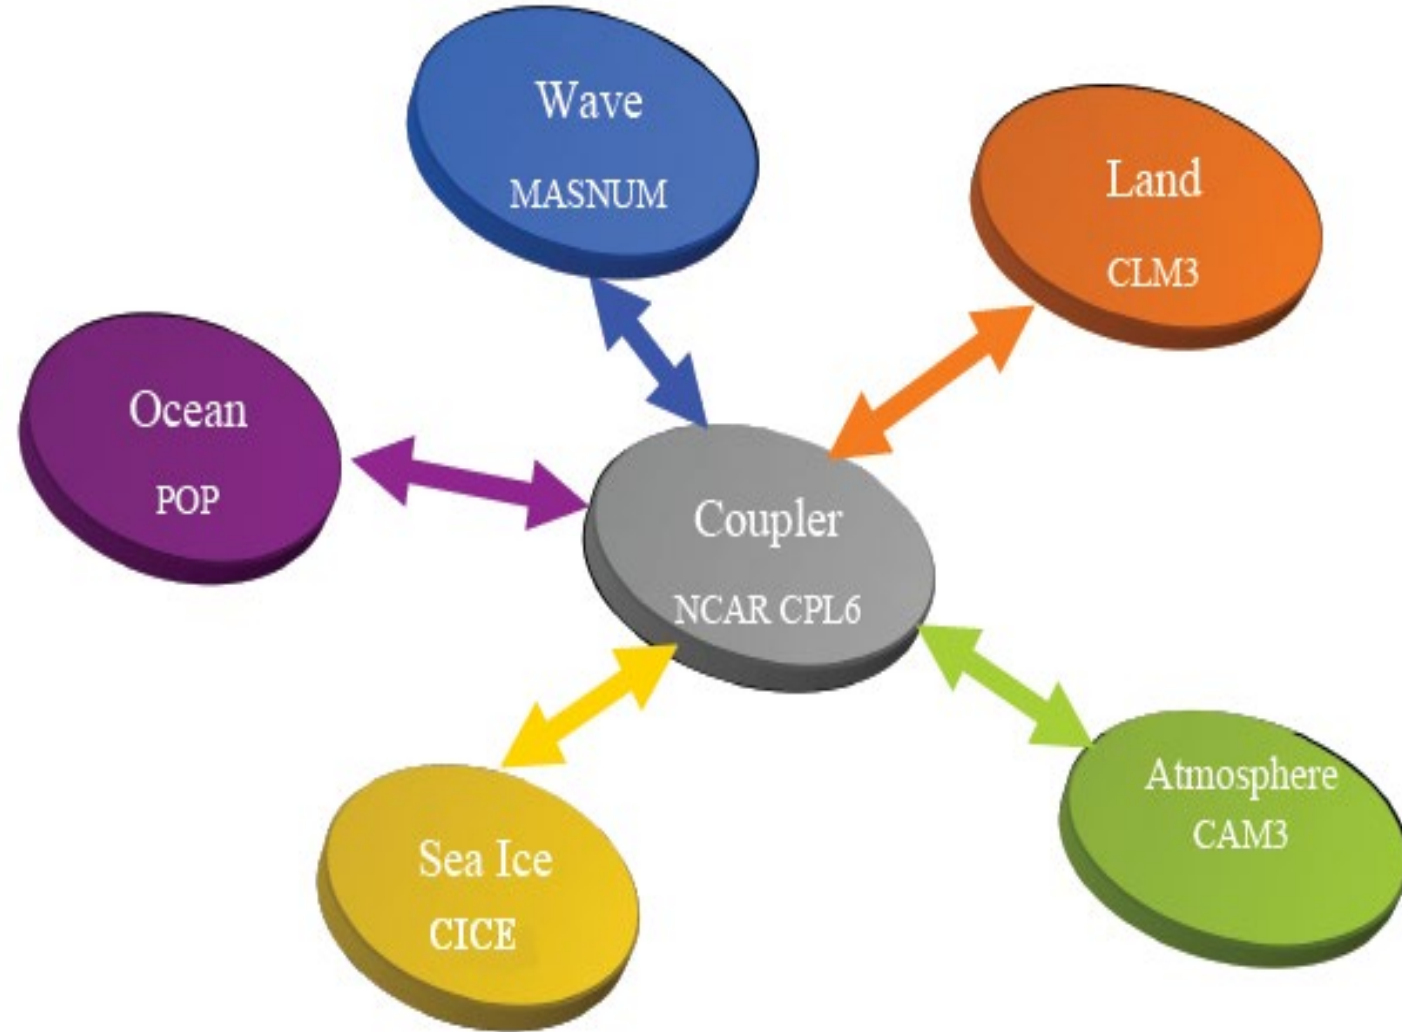 Wave
MASNUM
Land
CLM3
Ocean
POP
Coupler
NCAR CPL6
Atmosphere
CAM3
Sea Ice
CICE